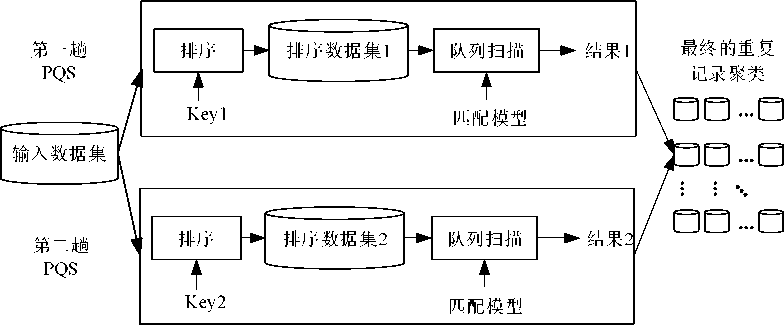 第一趟
PQS
排序
排序数据集1
队列扫描
结果1
Key1
匹配模型
最终的重复
记录聚类
...
...
...
输入数据集
第二趟
PQS
排序
排序数据集2
队列扫描
结果2
Key2
匹配模型